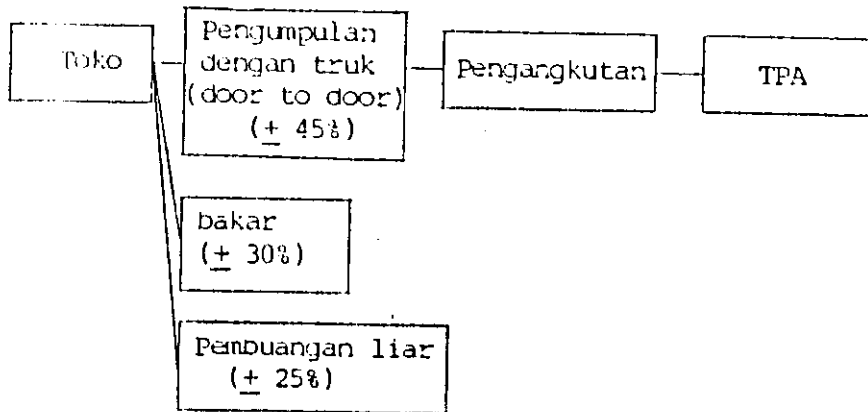 Toko
Pengumpulan
dengan truk
(door to door)
(± 45%)
Pengangkutan
TPA
bakar
(± 30%)
Pembuangan liar
(± 25%)